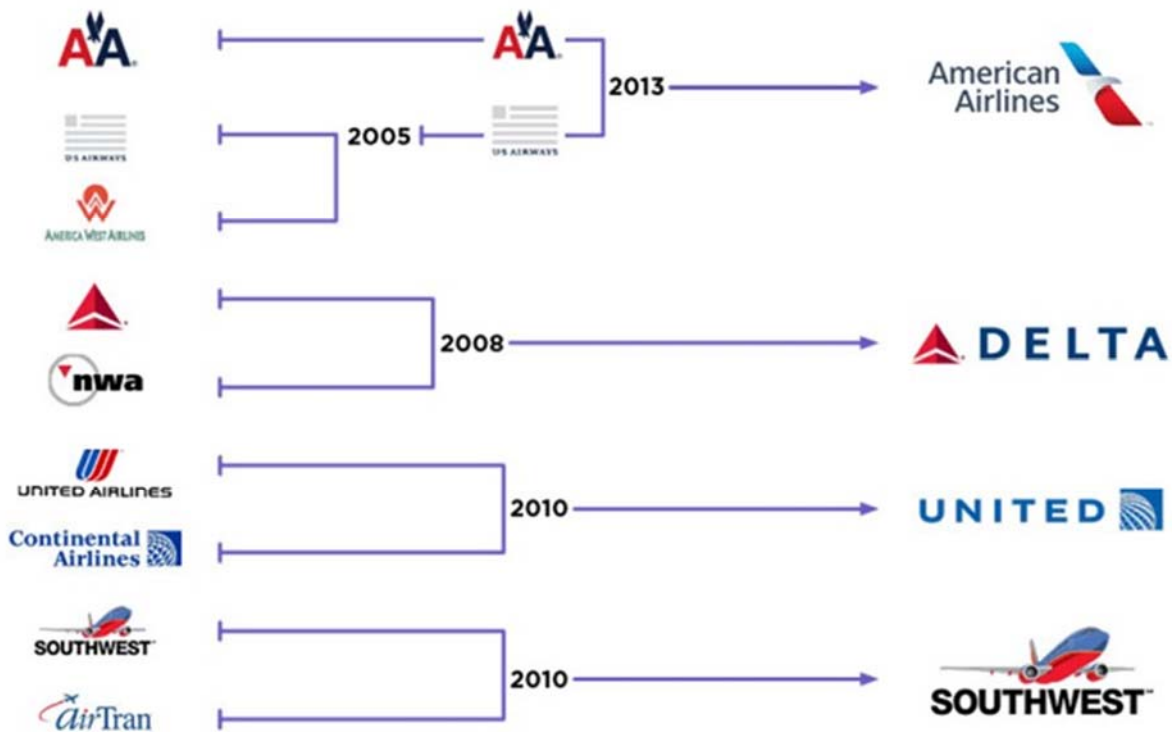 AA
AA
2013
American
Airlines
US AIRWAYS
2005
US AIRWAYS
AMERICA WEST AIRLINES
2008
DELTA
nwa
UNITED AIRLINES
2010
UNITED
Continental
Airlines
SOUTHWEST
2010
SOUTHWEST
airTran